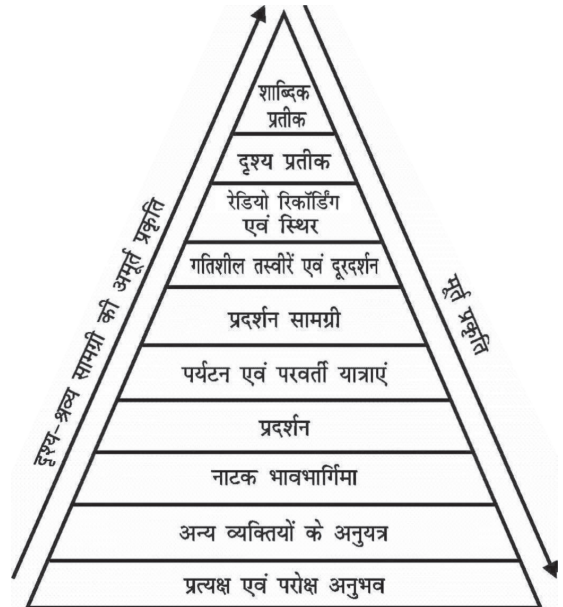 शाब्दिक
प्रतीक
दृश्य प्रतीक
रेडियो रिकॉर्डिंग
एवं स्थिर
गतिशील तस्वीरें एवं दूरदर्शन
प्रदर्शन सामग्री
पर्यटन एवं परवर्ती यात्राएं
प्रदर्शन
नाटक भावभार्गिमा
अन्य व्यक्तियों के अनुयत्र
प्रत्यक्ष एवं परोक्ष अनुभव
दृश्य-श्रव्य सामग्री की अमूर्त प्रकृति
मूर्त प्रकृति